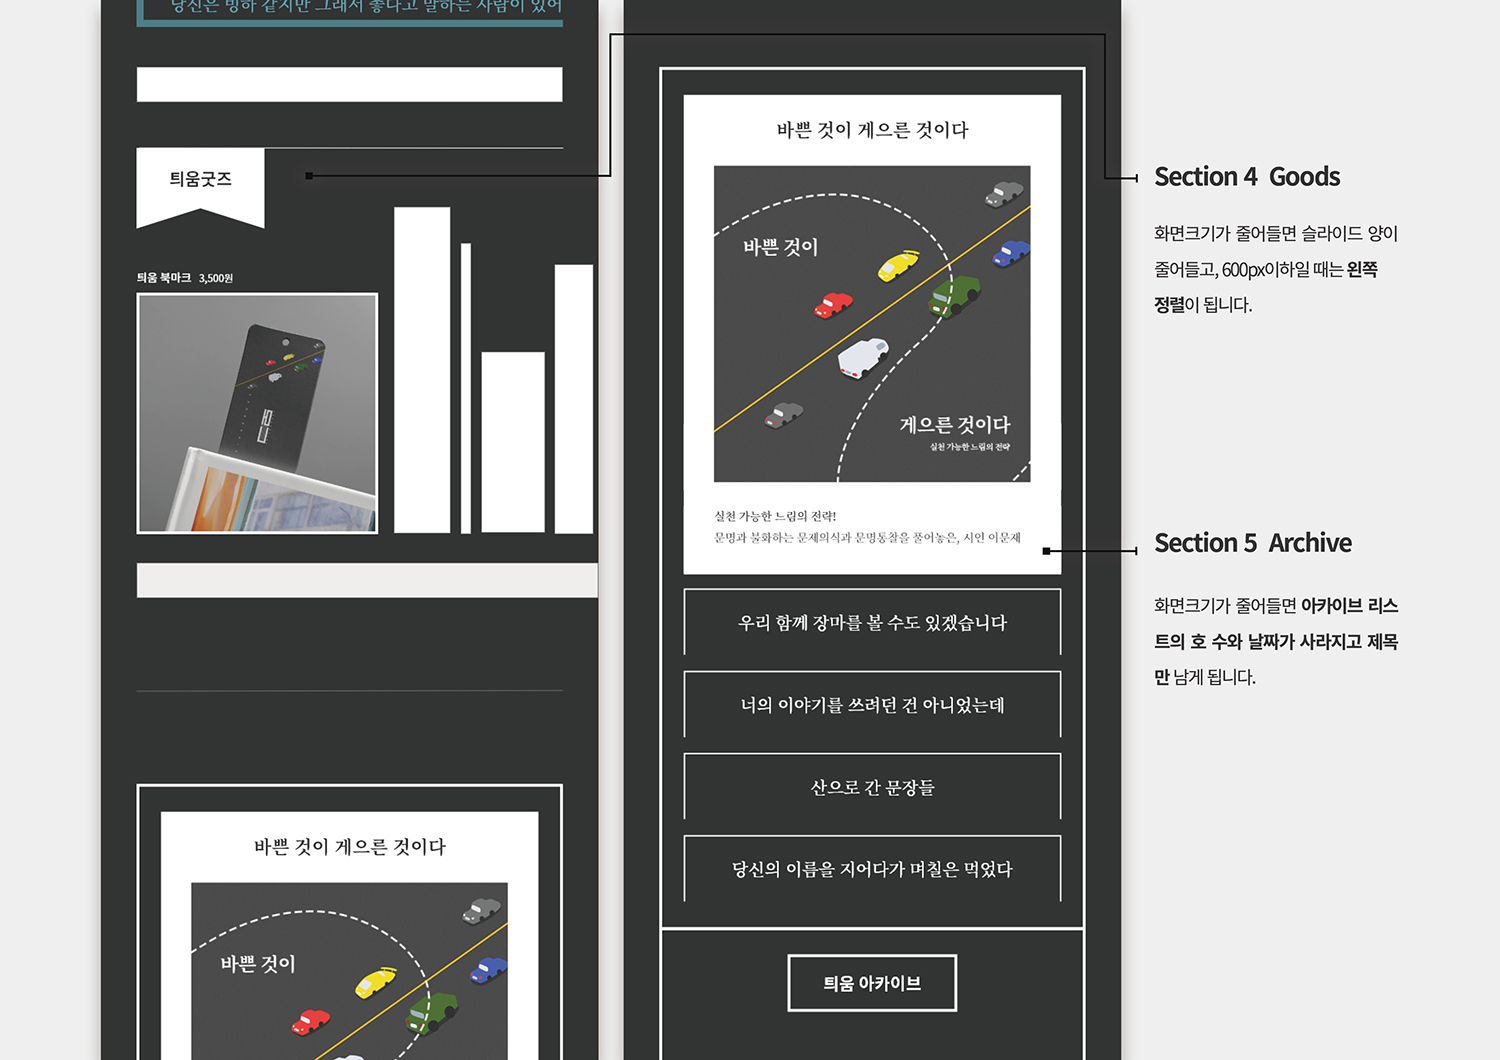 당신은 빙하 같지만 그래서 좋다고 말하는 사람이 있어
틔움굿즈
틔움 북마크 3,500원
바쁜 것이 게으른 것이다
바쁜 것이
바쁜 것이 게으른 것이다
바쁜 것이
게으른 것이다
실천 가능한 느림의 전략
실천 가능한 느림의 전략!
문명과 불화하는 문제의식과 문명통찰을 풀어놓은, 시인 이문재
우리 함께 장마를 볼 수도 있겠습니다
너의 이야기를 쓰려던 건 아니었는데
산으로 간 문장들
당신의 이름을 지어다가 며칠은 먹었다
틔움 아카이브
Section 4 Goods
화면크기가 줄어들면 슬라이드 양이
줄어들고, 600px이하일 때는 왼쪽
정렬이 됩니다.
Section 5 Archive
화면크기가 줄어들면 아카이브 리스
트의 호 수와 날짜가 사라지고 제목
만 남게 됩니다.